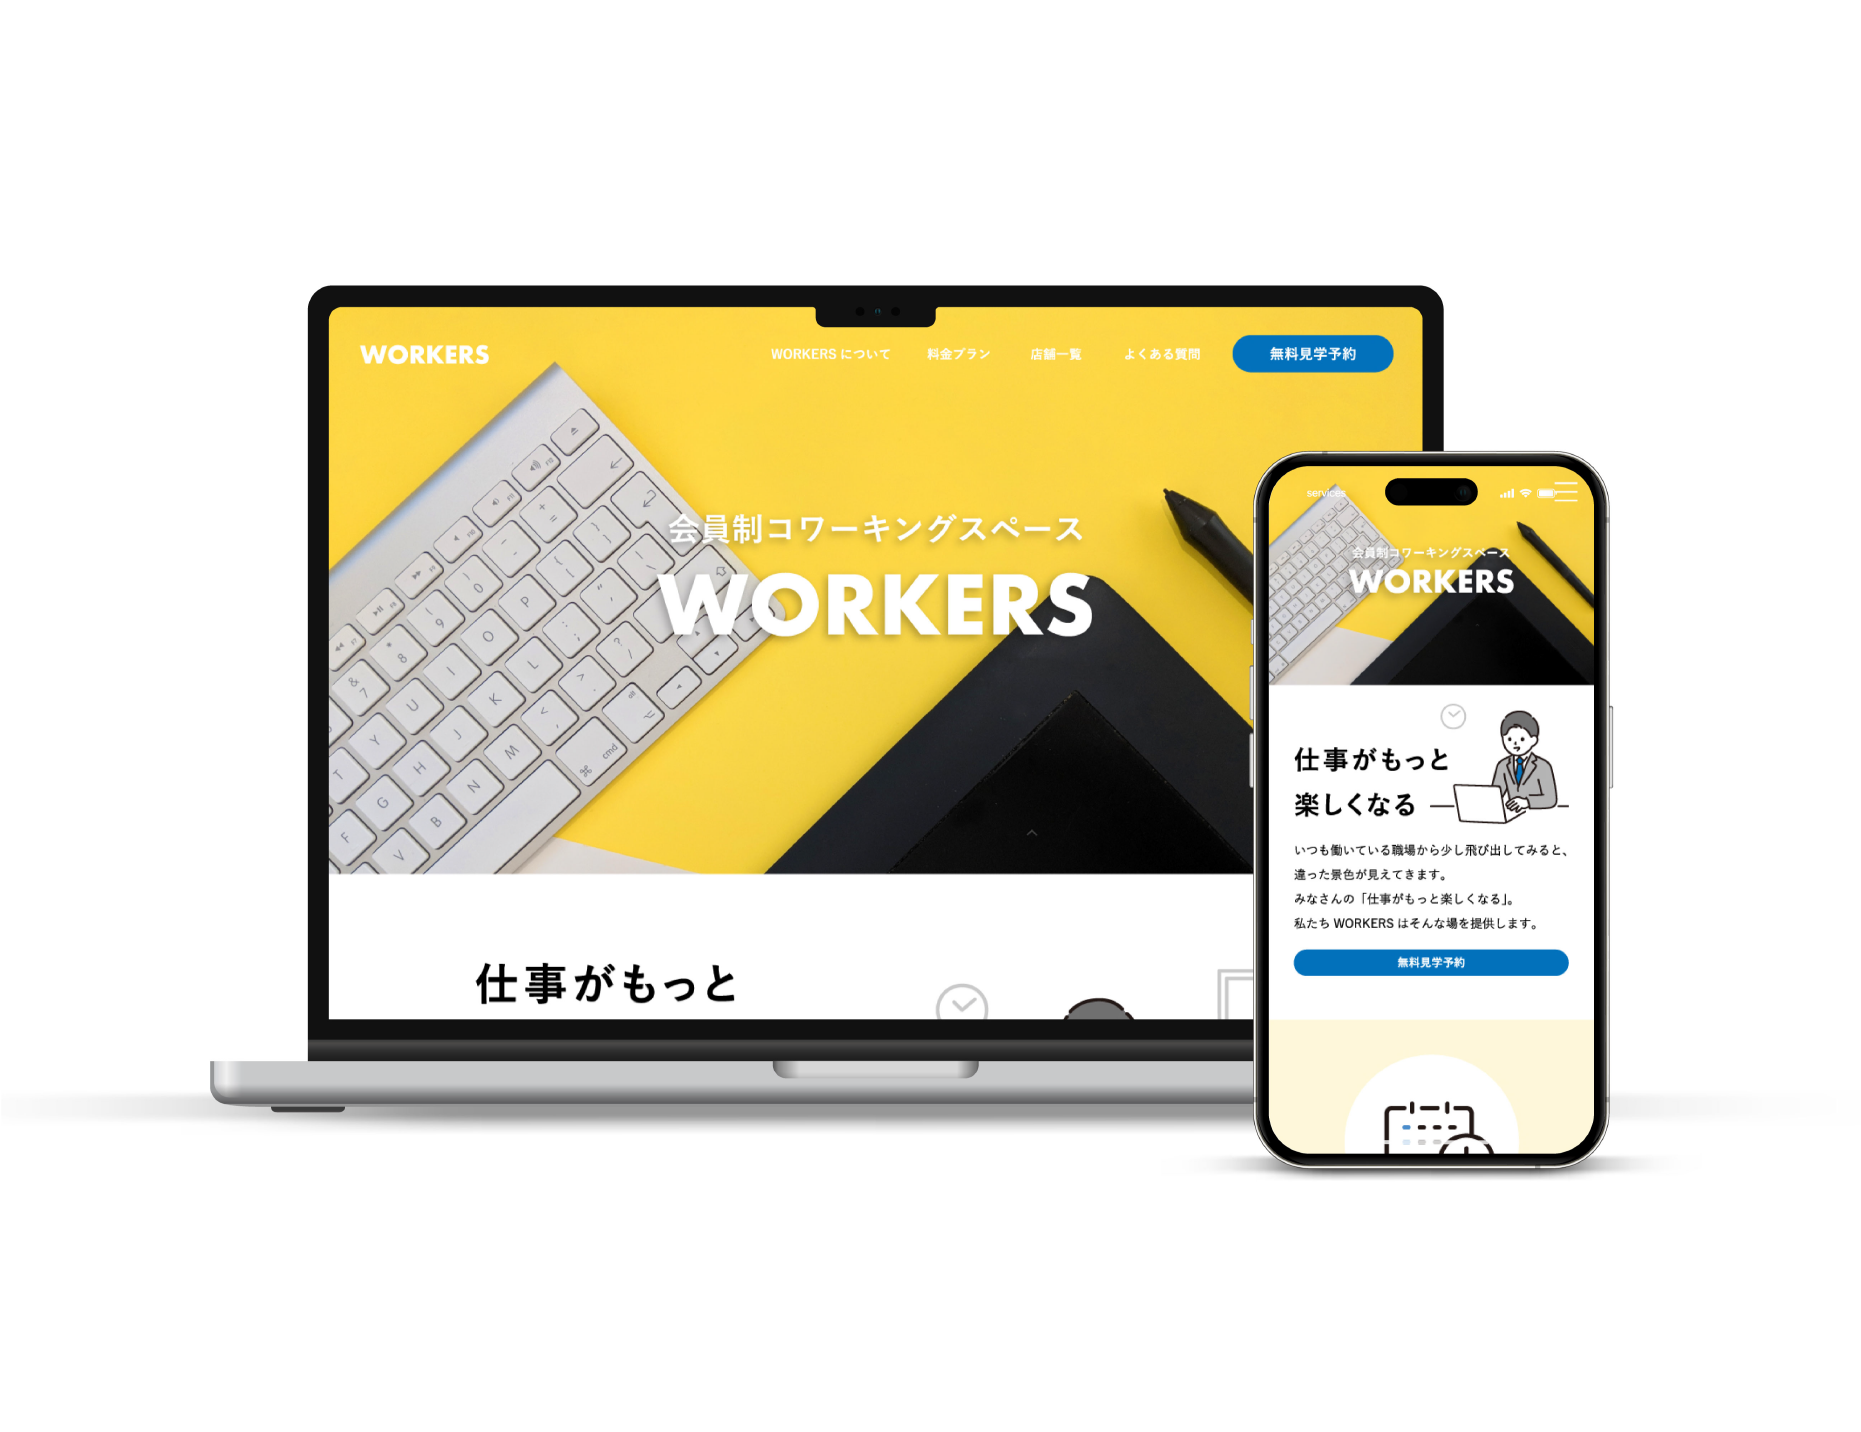 WORKERS
WORKERS について
料金プラン
店舗一覧
よくある質問
無料見学予約
会員制コワーキングスペース
WORKERS
仕事がもっと
services
会員制コワーキングスペース
WORKERS
仕事がもっと
楽しくなる
いつも働いている職場から少し飛び出してみると、
違った景色が見えてきます。
みなさんの「仕事がもっと楽しくなる」。
私たち WORKERS はそんな場を提供します。
無料見学予約